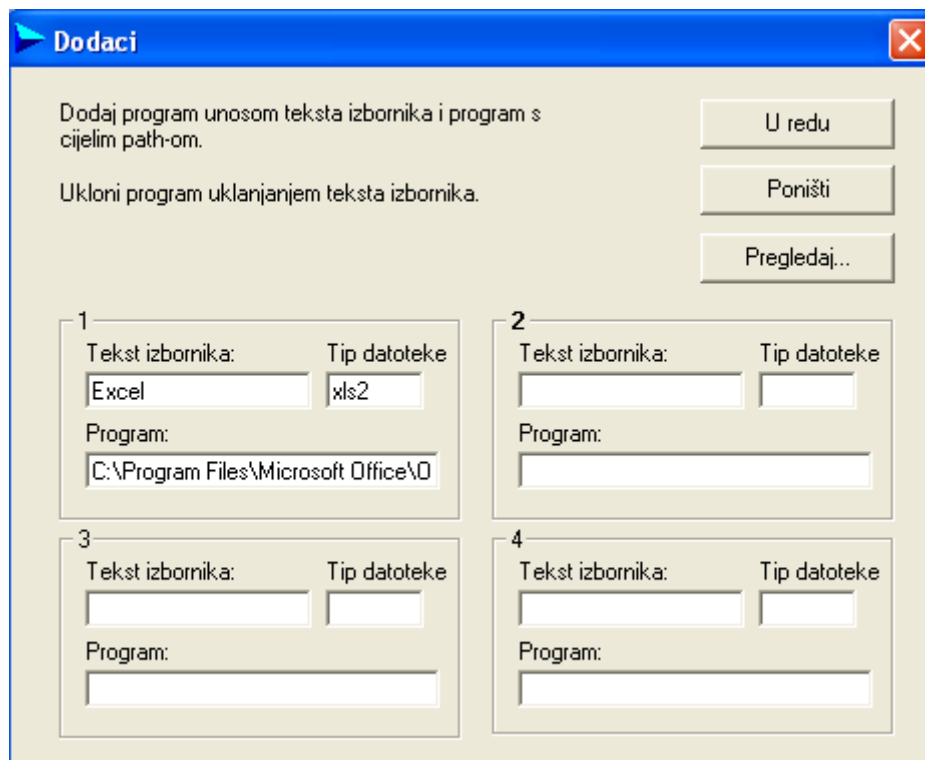 Dodaci
Dodaj program unosom teksta izbornika i program s
cijelim path-om.
Ukloni program uklanjanjem teksta izbornika.
U redu
Poništi
Pregledaj...
1
Tekst izbornika: Tip datoteke
Excel xls2
Program:
C:\Program Files\Microsoft Office\O
2
Tekst izbornika: Tip datoteke
Program:
3
Tekst izbornika: Tip datoteke
Program:
4
Tekst izbornika: Tip datoteke
Program: